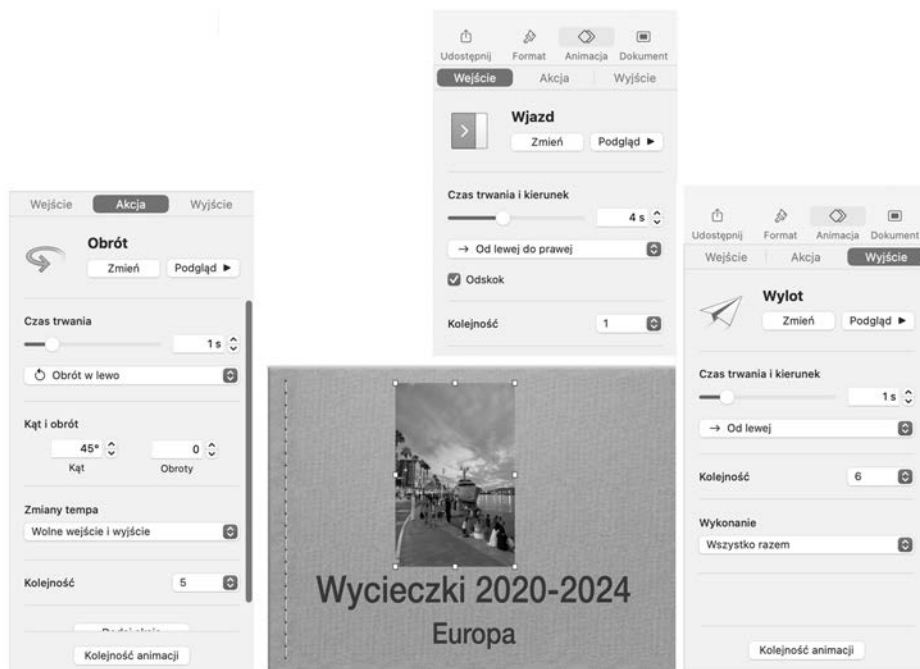 Udostępnij Format Animacja Dokument
Wejście Akcja Wyjście
Wjazd
Zmień Podgląd ▶
Czas trwania i kierunek
4 s
→ Od lewej do prawej
Odskok
Kolejność 1
Wejście Akcja Wyjście
Obrót
Zmień Podgląd ▶
Czas trwania
1 s
Obrót w lewo
Kąt i obrót
45° 0
Kąt Obroty
Zmiany tempa
Wolne wejście i wyjście
Kolejność 5
Kolejność animacji
Wycieczki 2020-2024
Europa
Udostępnij Format Animacja Dokument
Wejście Akcja Wyjście
Wylot
Zmień Podgląd ▶
Czas trwania i kierunek
1 s
→ Od lewej
Kolejność 6
Wykonanie
Wszystko razem
Kolejność animacji